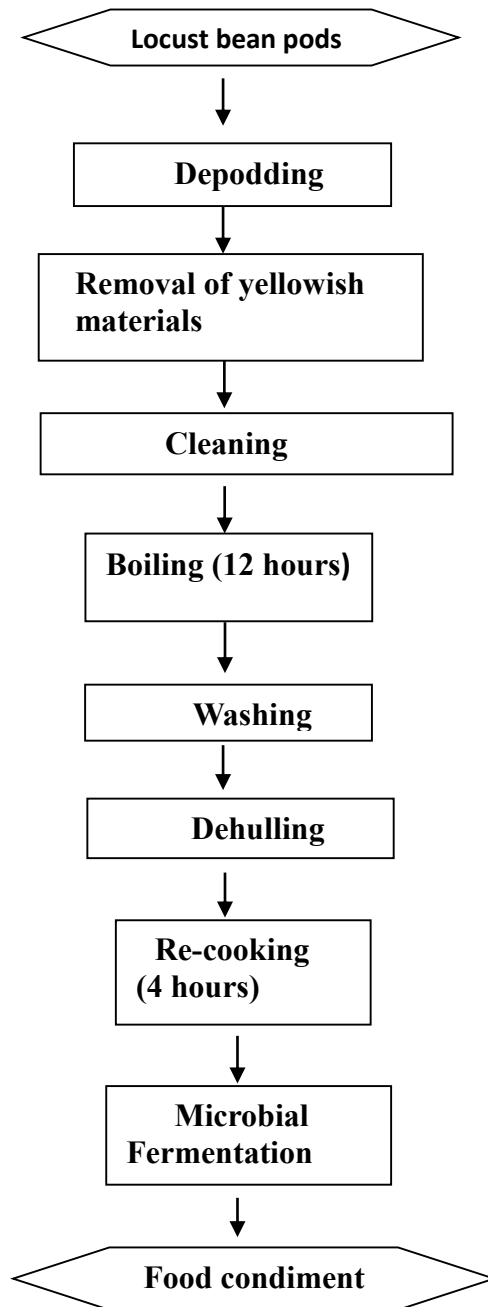 Locust bean pods
Depodding
Removal of yellowish
materials
Cleaning
Boiling (12 hours)
Washing
Dehulling
Re-cooking
(4 hours)
Microbial
Fermentation
Food condiment